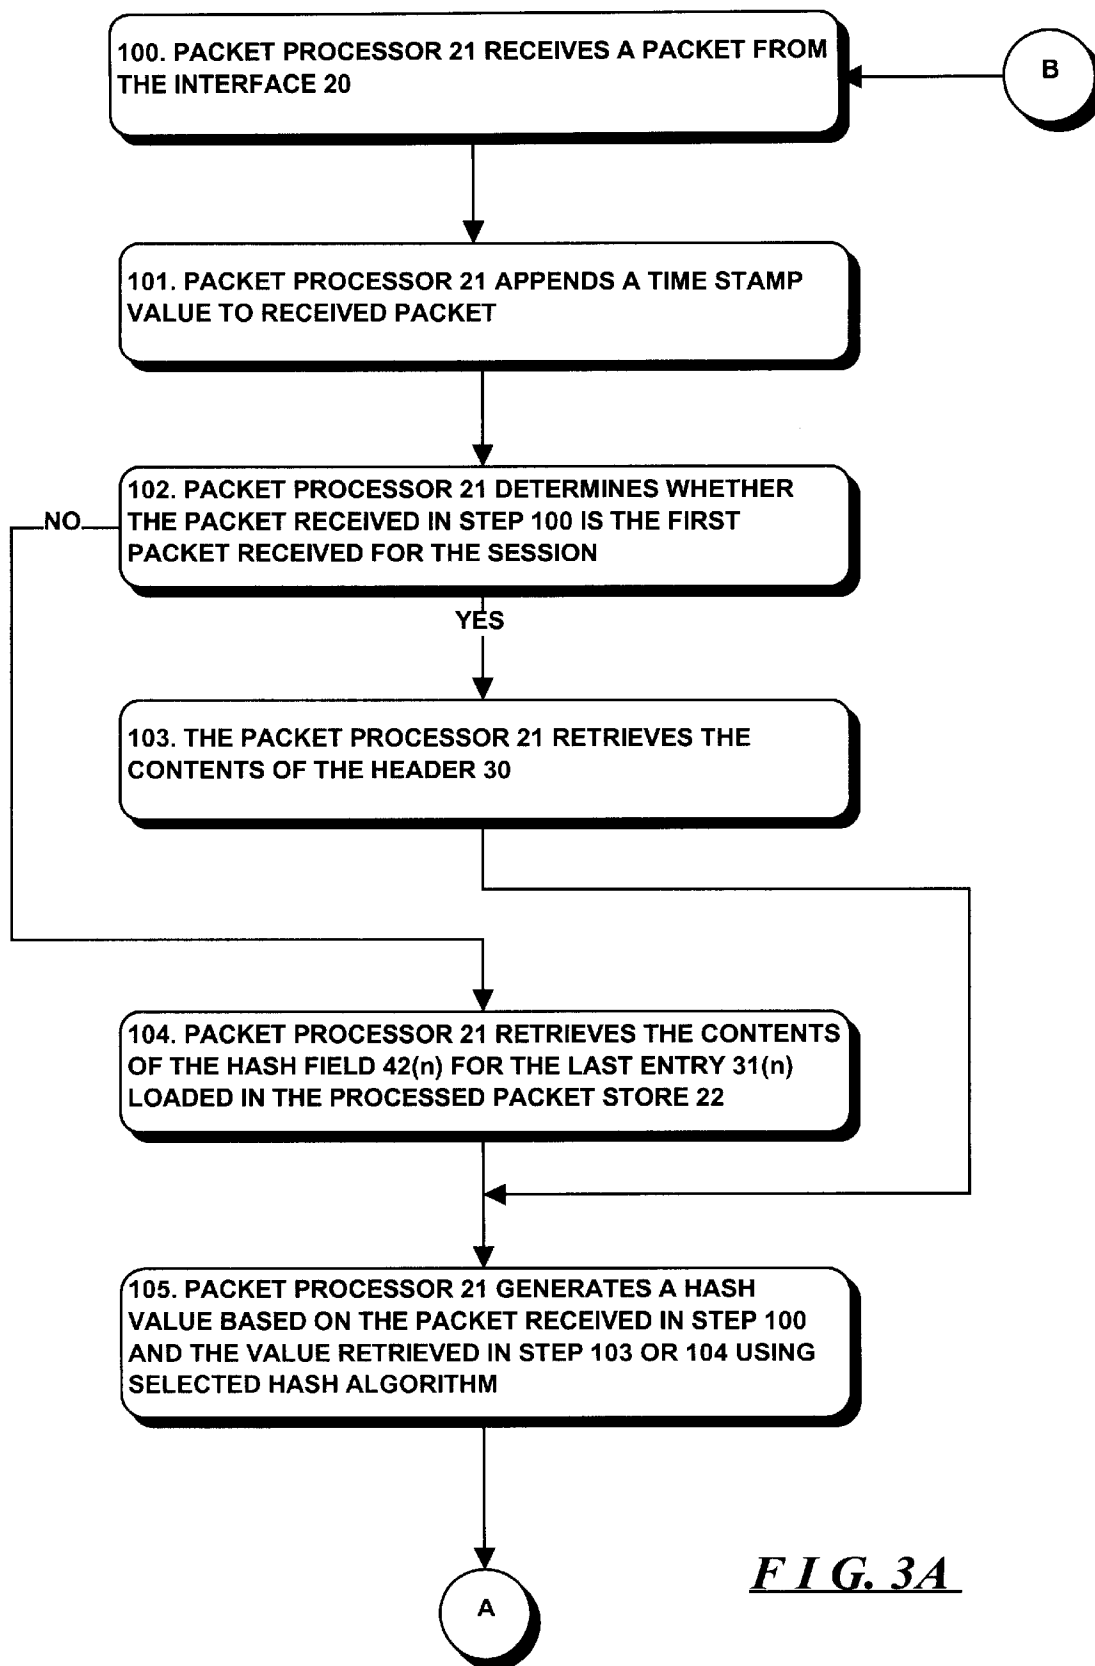 100. PACKET PROCESSOR 21 RECEIVES A PACKET FROM
THE INTERFACE 20
B
101. PACKET PROCESSOR 21 APPENDS A TIME STAMP
VALUE TO RECEIVED PACKET
102. PACKET PROCESSOR 21 DETERMINES WHETHER
THE PACKET RECEIVED IN STEP 100 IS THE FIRST
PACKET RECEIVED FOR THE SESSION
NO
YES
103. THE PACKET PROCESSOR 21 RETRIEVES THE
CONTENTS OF THE HEADER 30
104. PACKET PROCESSOR 21 RETRIEVES THE CONTENTS
OF THE HASH FIELD 42(n) FOR THE LAST ENTRY 31(n)
LOADED IN THE PROCESSED PACKET STORE 22
105. PACKET PROCESSOR 21 GENERATES A HASH
VALUE BASED ON THE PACKET RECEIVED IN STEP 100
AND THE VALUE RETRIEVED IN STEP 103 OR 104 USING
SELECTED HASH ALGORITHM
A
F I G. 3A